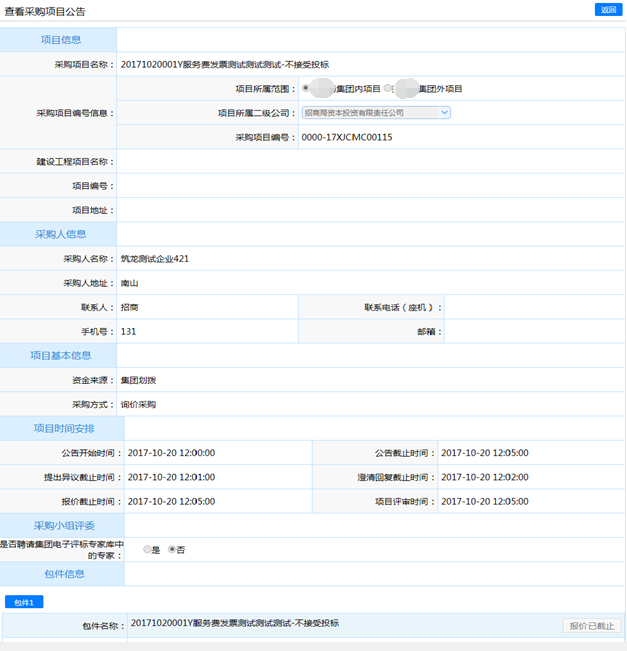 查看采购项目公告 返回
项目信息
采购项目名称： 20171020001Y服务费发票测试测试测试-不接受投标
采购项目编号信息：
项目所属范围： 集团内项目 集团外项目
项目所属二级公司： 招商局资本投资有限责任公司
采购项目编号： 0000-17XJCMC00115
建设工程项目名称：
项目编号：
项目地址：
采购人信息
采购人名称： 筑龙测试企业421
采购人地址： 南山
联系人： 招商 联系电话（座机）：
手机号： 131 邮箱：
项目基本信息
资金来源： 集团划拨
采购方式： 询价采购
项目时间安排
公告开始时间： 2017-10-20 12:00:00 公告截止时间： 2017-10-20 12:05:00
提出异议截止时间： 2017-10-20 12:01:00 澄清回复截止时间： 2017-10-20 12:02:00
报价截止时间： 2017-10-20 12:05:00 项目评审时间： 2017-10-20 12:05:00
采购小组评委
是否聘请集团电子评标专家库中
的专家： 是 否
包件信息
包件1
包件名称： 20171020001Y服务费发票测试测试测试-不接受投标 报价已截止